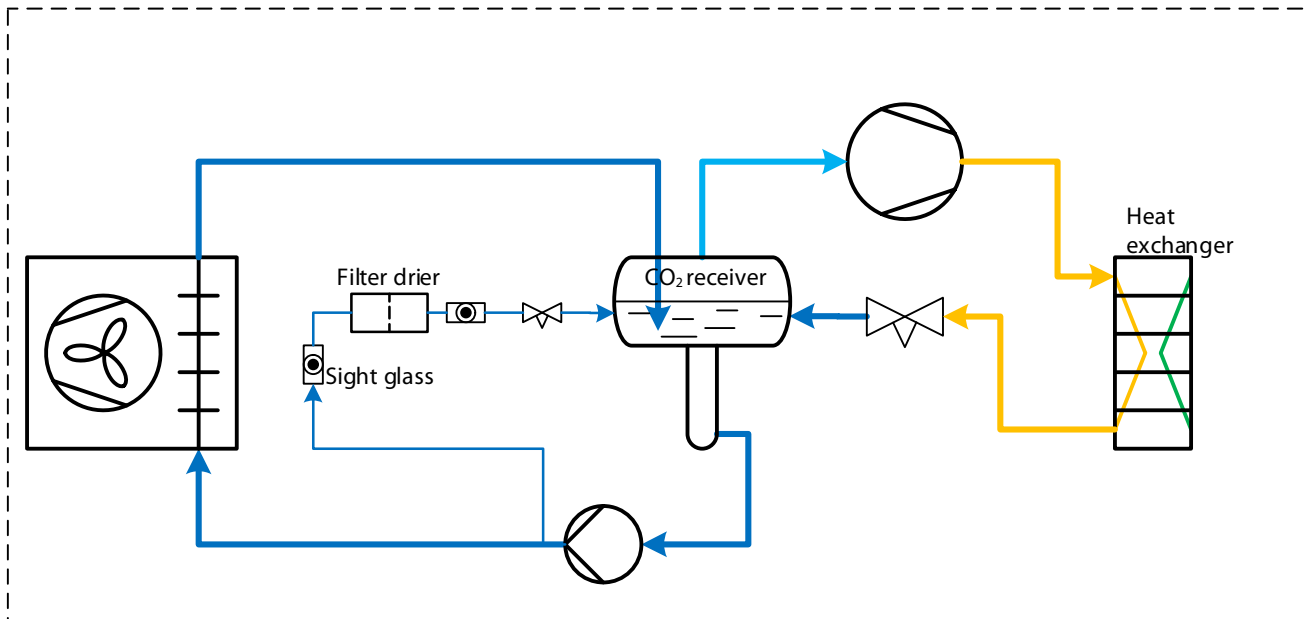 Heat
exchanger
Filter drier
CO₂ receiver
Sight glass